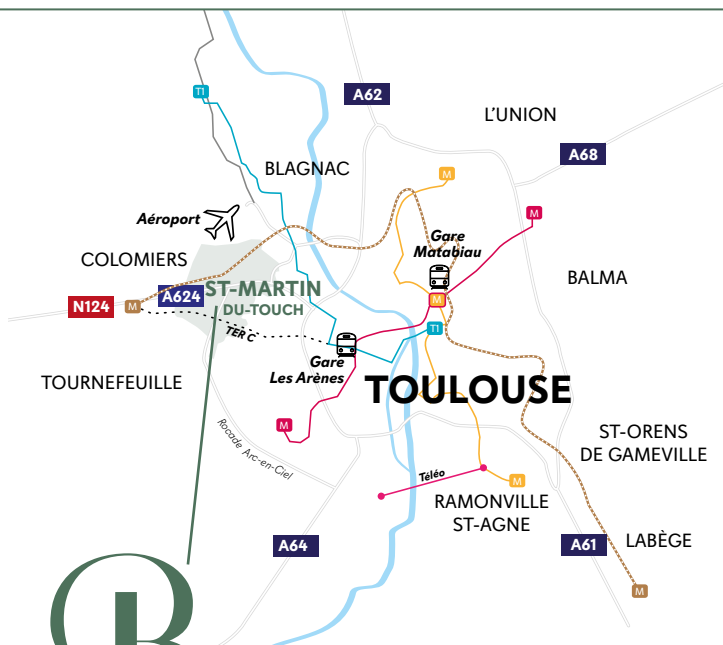 T1
A62
L'UNION
A68
BLAGNAC
M
M
Aéroport
Gare
Matabiau
COLOMIERS
BALMA
ST-MARTIN
DU-TOUCH
A624
N124
M
M
TER C
T1
Gare
Les Arènes
TOULOUSE
TOURNEFEUILLE
M
Rocade Arc-en-Ciel
ST-ORENS
DE GAMEVILLE
Téléo
M
RAMONVILLE
ST-AGNE
A64
A61
LABÈGE
M